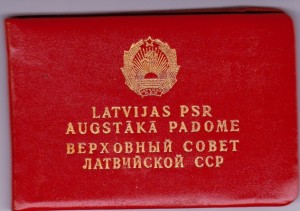 LATVIJAS PSR
AUGSTĀKĀ PADOME
ВЕРХОВНЫЙ СОВЕТ
ЛАТВИЙСКОЙ ССР